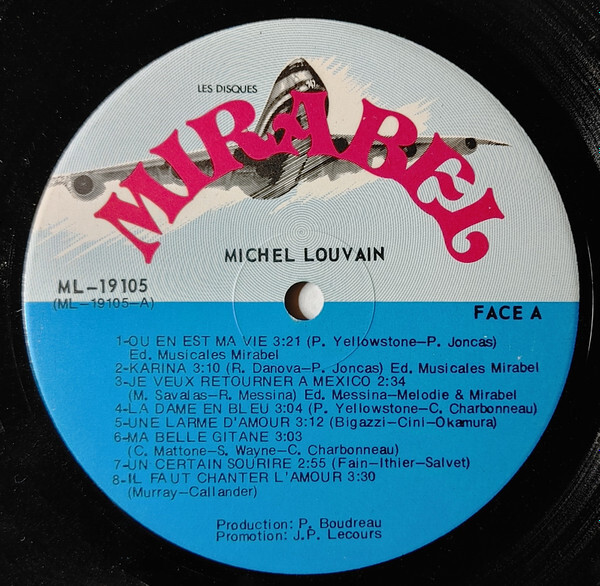 LES DISQUES
MIRABEL
MICHEL LOUVAIN
ML-19105
(ML-19105-A)
FACE A
1-OU EN EST MA VIE 3:21 (P. Yellowstone-P. Joncas)
Ed. Musicales Mirabel
2-KARINA 3:10 (R. Danova-P. Joncas) Ed. Musicales Mirabel
3-JE VEUX RETOURNER A MEXICO 2:34
(M. Savalas-R. Messina) Ed. Messina-Melodie & Mirabel
4-LA DAME EN BLEU 3:04 (P. Yellowstone-C. Charbonneau)
5-UNE LARME D'AMOUR 3:12 (Bigazzi-Cini-Okamura)
6-MA BELLE GITANE 3:03
(C. Mattone-S. Wayne-C. Charbonneau)
7-UN CERTAIN SOURIRE 2:55 (Fain-Ithier-Salvet)
8-IL FAUT CHANTER L'AMOUR 3:30
(Murray-Callander)
Production: P. Boudreau
Promotion: J.P. Lecours